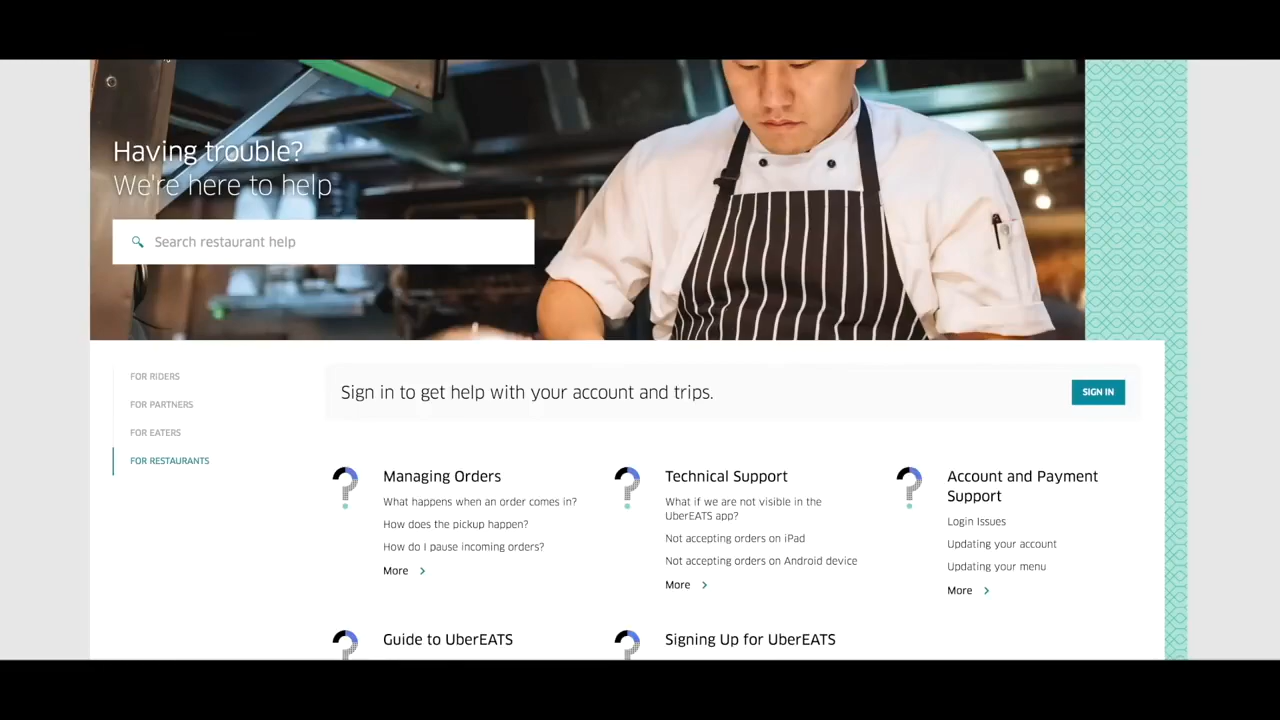 Having trouble?
We're here to help
Search restaurant help
FOR RIDERS
FOR PARTNERS
FOR EATERS
FOR RESTAURANTS
Sign in to get help with your account and trips.
SIGN IN
Managing Orders
What happens when an order comes in?
How does the pickup happen?
How do I pause incoming orders?
More
Technical Support
What if we are not visible in the
UberEATS app?
Not accepting orders on iPad
Not accepting orders on Android device
More
Account and Payment
Support
Login Issues
Updating your account
Updating your menu
More
Guide to UberEATS
Signing Up for UberEATS